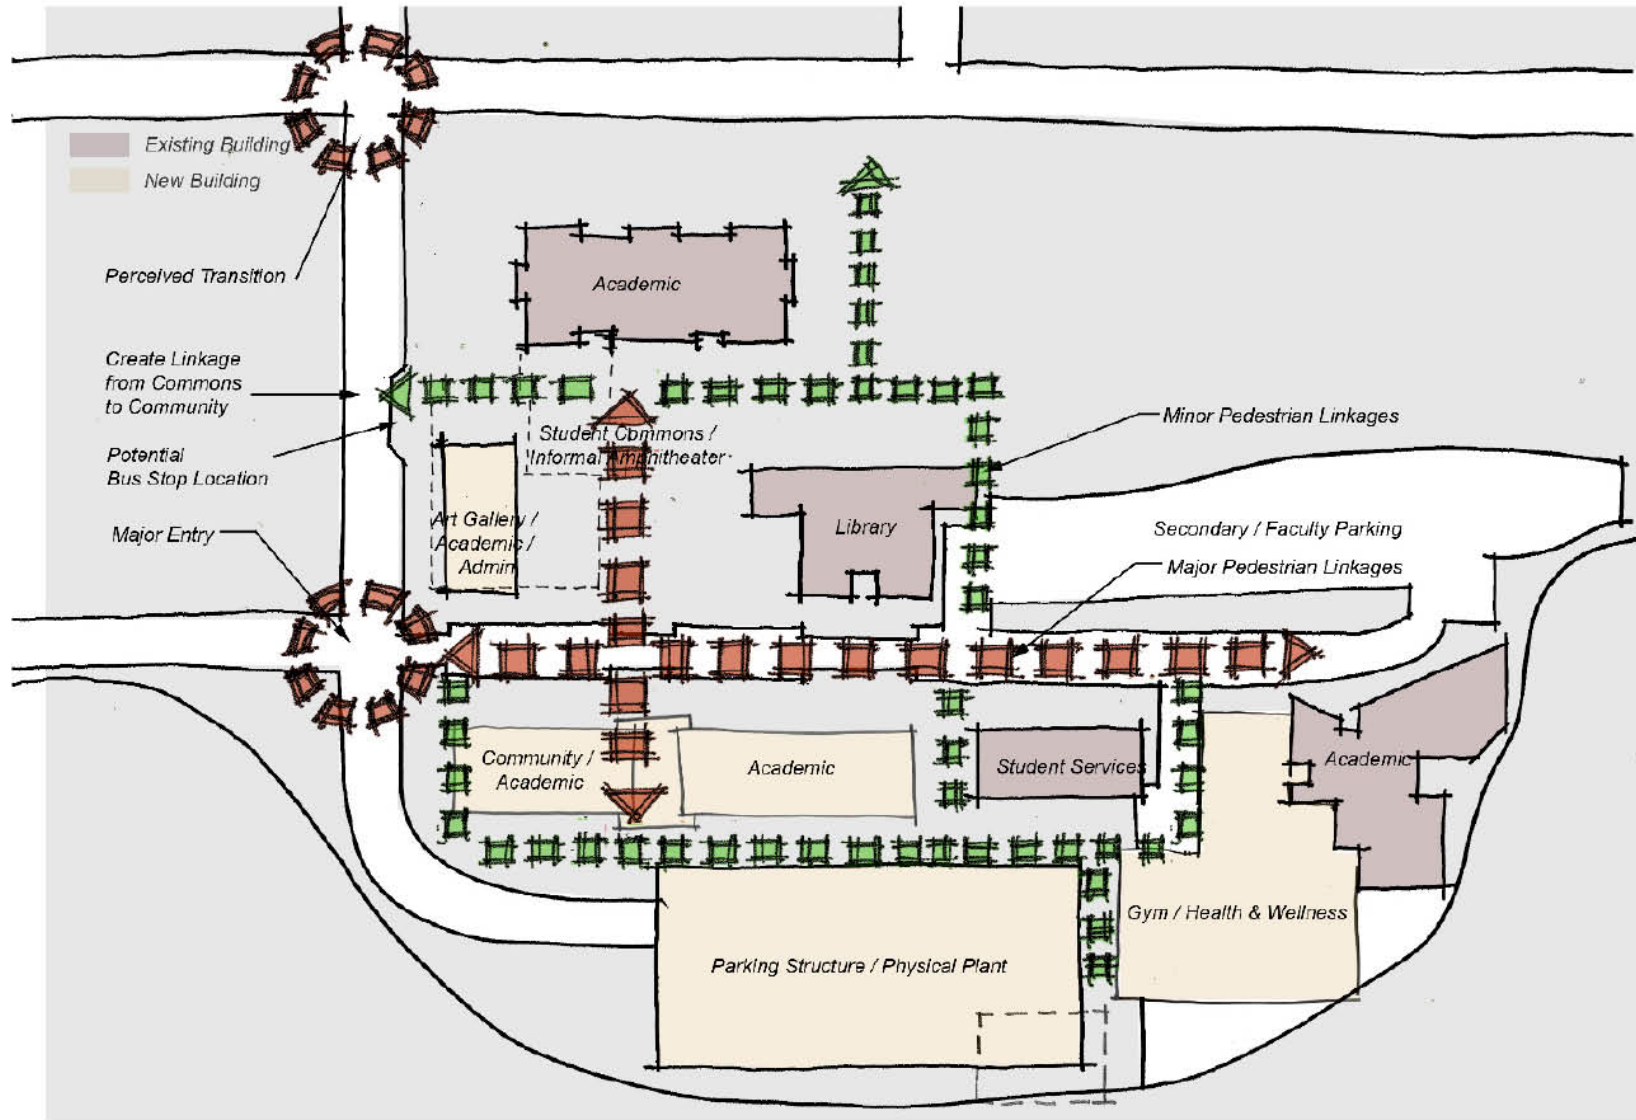 Existing Building
New Building
Perceived Transition
Academic
Create Linkage
from Commons
to Community
Minor Pedestrian Linkages
Student Commons /
Informal Amphitheater
Potential
Bus Stop Location
Art Gallery /
Academic /
Admin
Library
Secondary / Faculty Parking
Major Entry
Major Pedestrian Linkages
Community /
Academic
Academic
Student Services
Academic
Gym / Health & Wellness
Parking Structure / Physical Plant